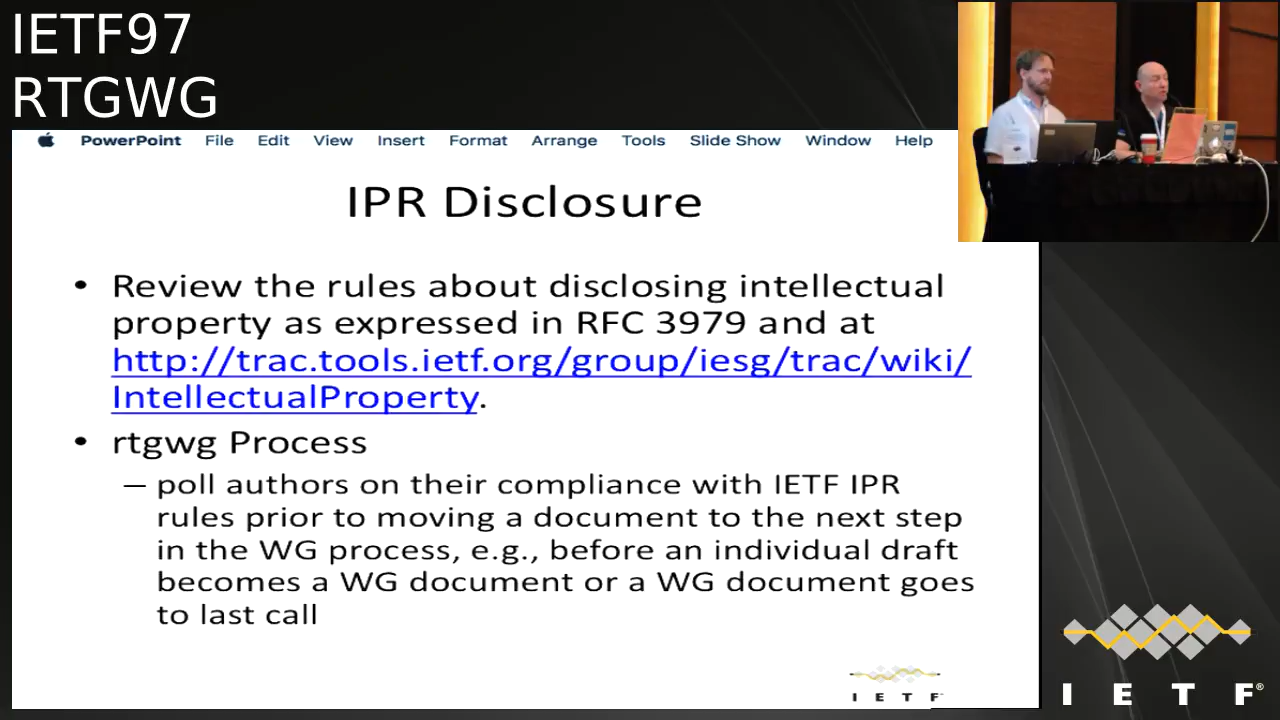 IETF97
RTGWG
PowerPoint File Edit View Insert Format Arrange Tools Slide Show Window Help
IPR Disclosure
• Review the rules about disclosing intellectual
property as expressed in RFC 3979 and at
http://trac.tools.ietf.org/group/iesg/trac/wiki/
IntellectualProperty.
• rtgwg Process
– poll authors on their compliance with IETF IPR
rules prior to moving a document to the next step
in the WG process, e.g., before an individual draft
becomes a WG document or a WG document goes
to last call
I E T F
I E T F®